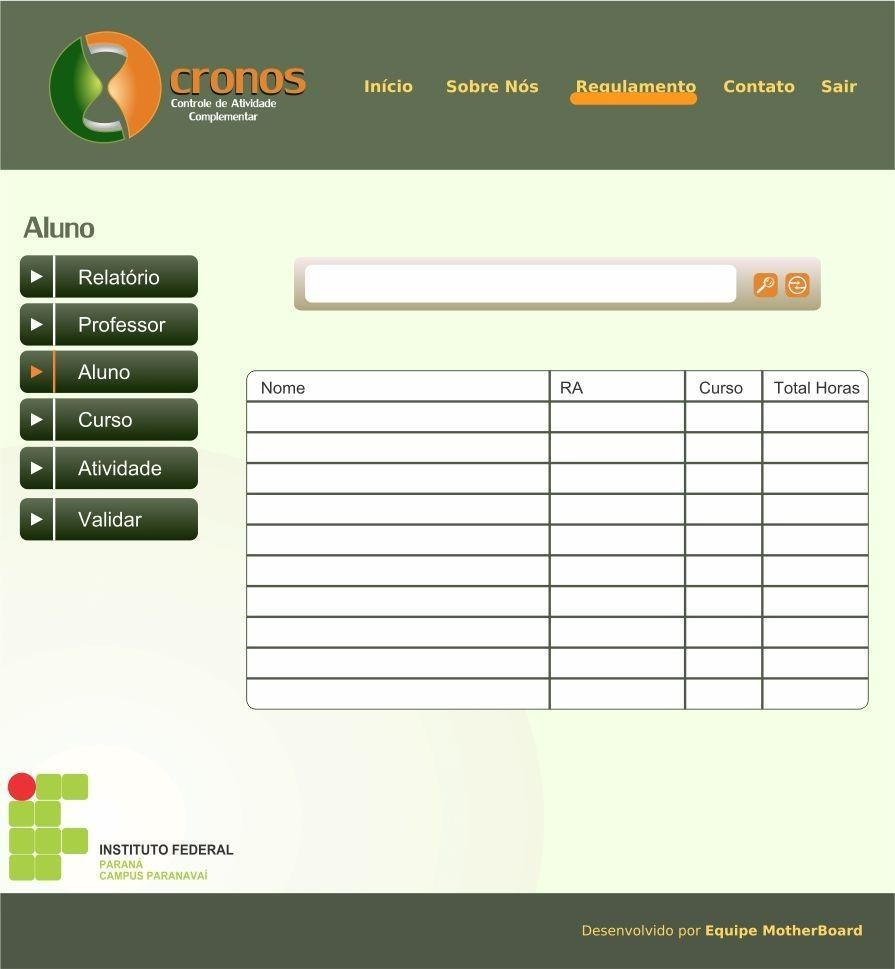 cronos
Controle de Atividade
Complementar
Início Sobre Nós Regulamento Contato Sair
Aluno
Relatório
Professor
Aluno
Curso
Atividade
Validar
Nome RA Curso Total Horas
INSTITUTO FEDERAL
PARANÁ
CAMPUS PARANAVAÍ
Desenvolvido por Equipe MotherBoard